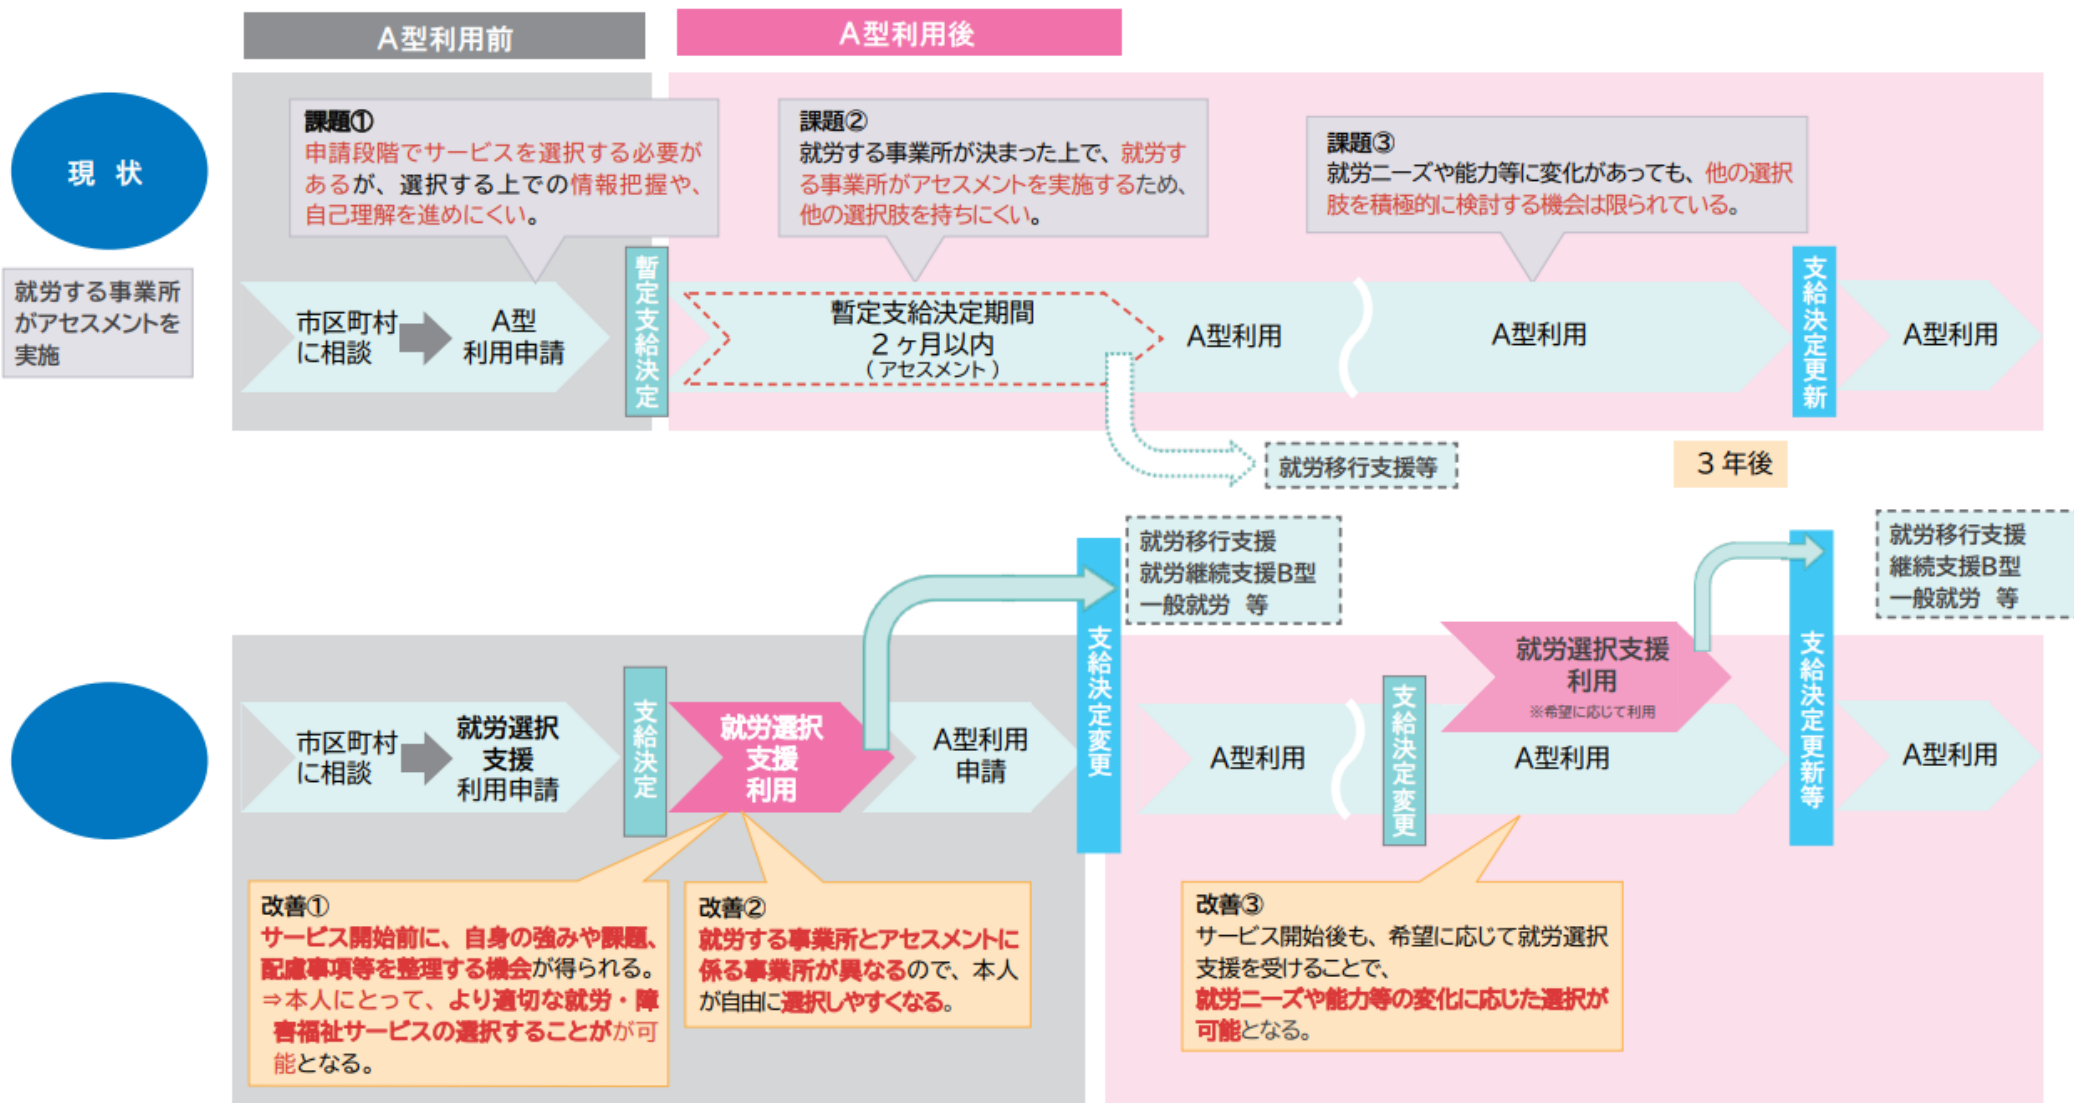 A型利用前
A型利用後
現 状
就労する事業所
がアセスメントを
実施
課題①
申請段階でサービスを選択する必要が
あるが、選択する上での情報把握や、
自己理解を進めにくい。
課題②
就労する事業所が決まった上で、就労す
る事業所がアセスメントを実施するため、
他の選択肢を持ちにくい。
課題③
就労ニーズや能力等に変化があっても、他の選択
肢を積極的に検討する機会は限られている。
市区町村
に相談
A型
利用申請
暫定支給決定
暫定支給決定期間
2ヶ月以内
(アセスメント)
A型利用
A型利用
支給決定更新
A型利用
就労移行支援等
3年後
就労移行支援
就労継続支援B型
一般就労 等
就労移行支援
継続支援B型
一般就労 等
市区町村
に相談
就労選択
支援
利用申請
支給決定
就労選択
支援
利用
A型利用
申請
支給決定変更
A型利用
支給決定変更
就労選択支援
利用
※希望に応じて利用
A型利用
支給決定更新等
A型利用
改善①
サービス開始前に、自身の強みや課題、
配慮事項等を整理する機会が得られる。
⇒本人にとって、より適切な就労・障
害福祉サービスの選択することがが可
能となる。
改善②
就労する事業所とアセスメントに
係る事業所が異なるので、本人
が自由に選択しやすくなる。
改善③
サービス開始後も、希望に応じて就労選択
支援を受けることで、
就労ニーズや能力等の変化に応じた選択が
可能となる。